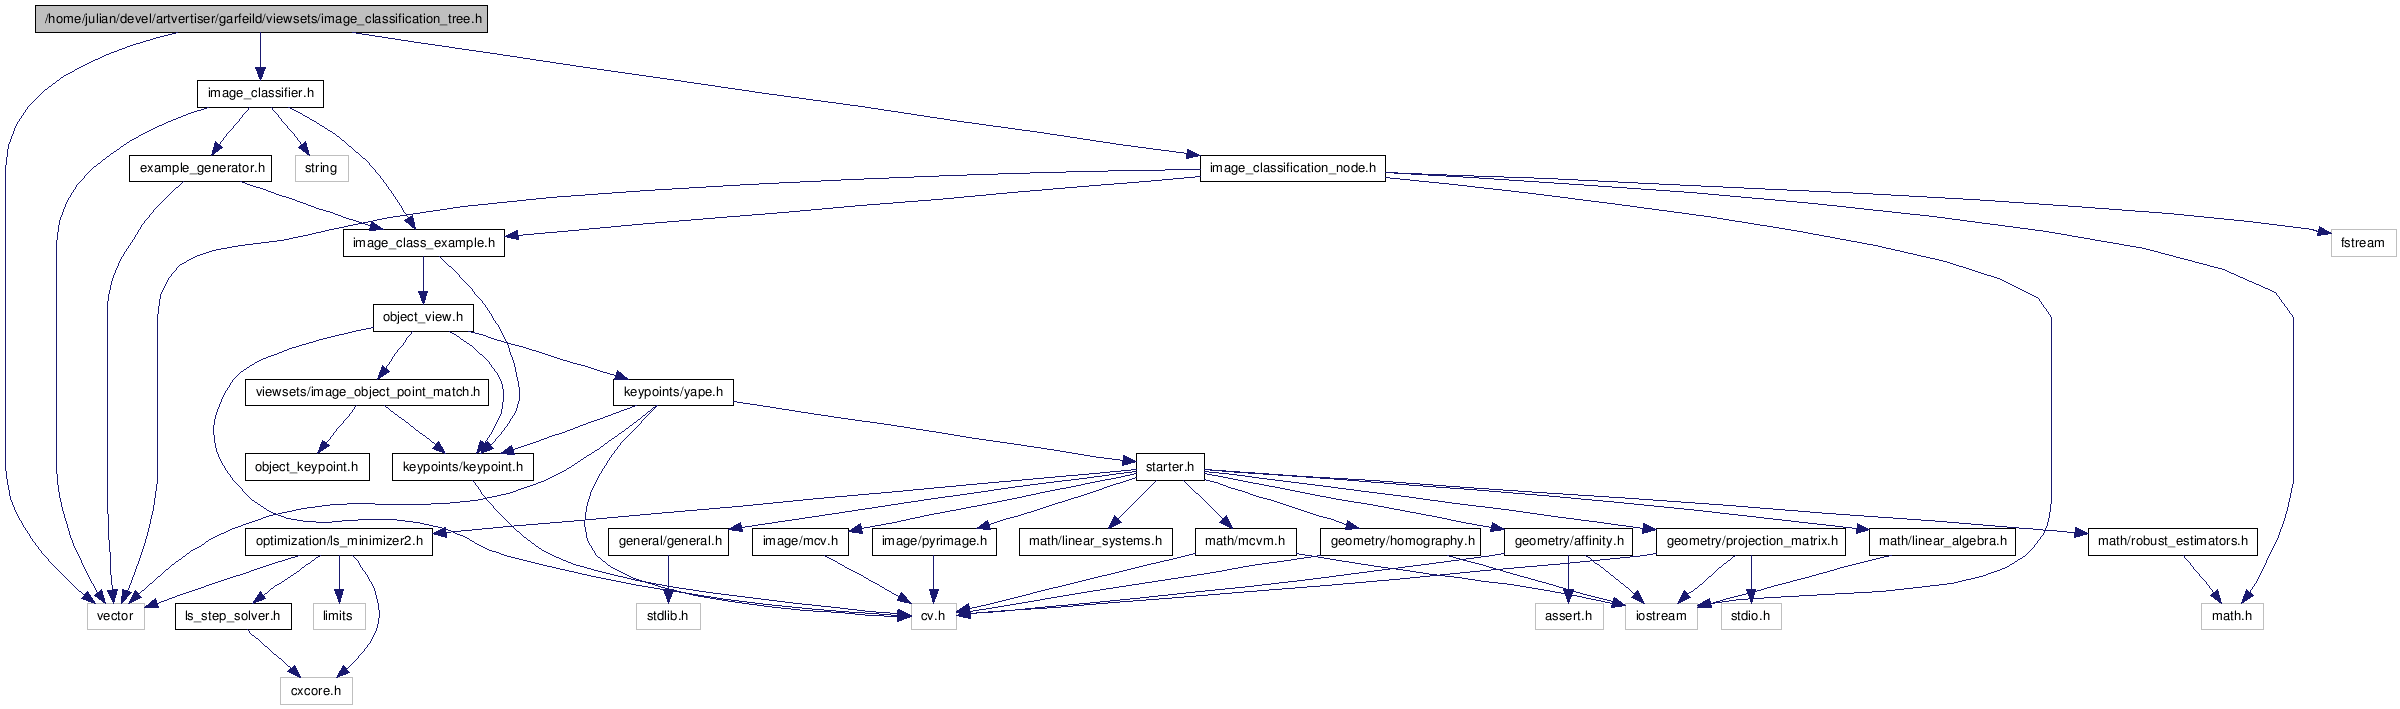 /home/julian/devel/artvertiser/garfeild/viewsets/image_classification_tree.h
image_classifier.h
example_generator.h
string
image_classification_node.h
image_class_example.h
fstream
object_view.h
viewsets/image_object_point_match.h
keypoints/yape.h
object_keypoint.h
keypoints/keypoint.h
starter.h
optimization/ls_minimizer2.h
general/general.h
image/mcv.h
image/pyrimage.h
math/linear_systems.h
math/mcvm.h
geometry/homography.h
geometry/affinity.h
geometry/projection_matrix.h
math/linear_algebra.h
math/robust_estimators.h
vector
ls_step_solver.h
limits
stdlib.h
cv.h
assert.h
iostream
stdio.h
math.h
cxcore.h